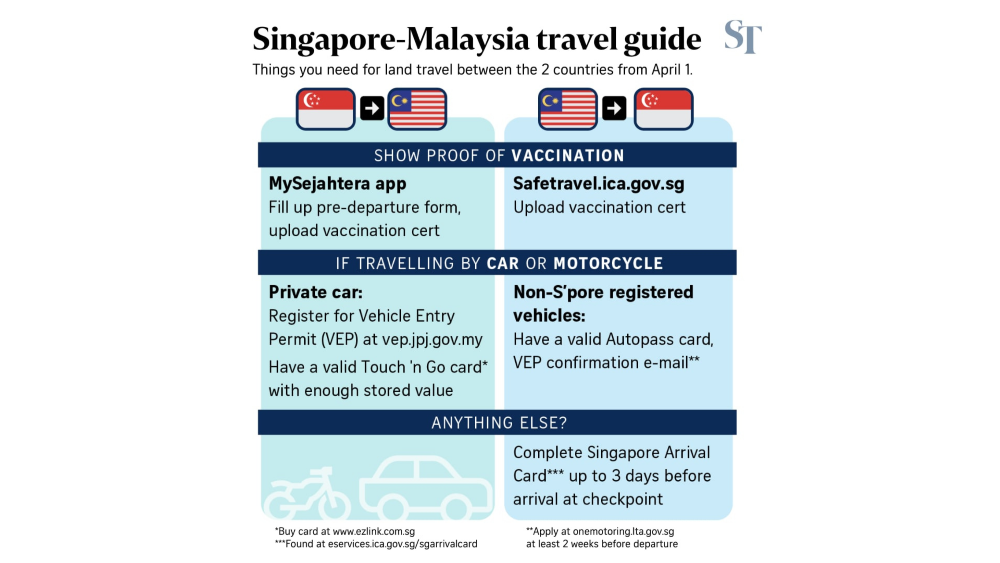 Singapore-Malaysia travel guide
ST
Things you need for land travel between the 2 countries from April 1.
SHOW PROOF OF VACCINATION
MySejahtera app
Fill up pre-departure form,
upload vaccination cert
Safetravel.ica.gov.sg
Upload vaccination cert
IF TRAVELLING BY CAR OR MOTORCYCLE
Private car:
Register for Vehicle Entry
Permit (VEP) at vep.jpj.gov.my
Have a valid Touch 'n Go card*
with enough stored value
Non-S'pore registered
vehicles:
Have a valid Autopass card,
VEP confirmation e-mail**
ANYTHING ELSE?
Complete Singapore Arrival
Card*** up to 3 days before
arrival at checkpoint
*Buy card at www.ezlink.com.sg
***Found at eservices.ica.gov.sg/sgarrivalcard
**Apply at onemotoring.lta.gov.sg
at least 2 weeks before departure